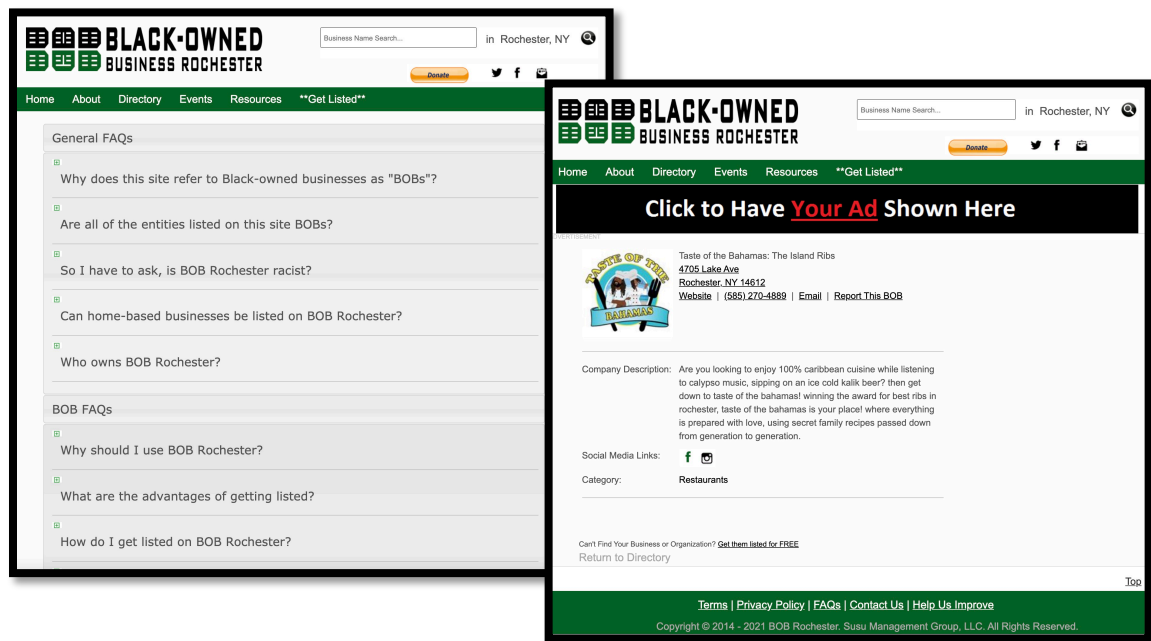 BLACK-OWNED
BUSINESS ROCHESTER
Business Name Search...
in Rochester, NY
Donate
Home About Directory Events Resources **Get Listed**
General FAQs
Why does this site refer to Black-owned businesses as "BOBs"?
Are all of the entities listed on this site BOBs?
So I have to ask, is BOB Rochester racist?
Can home-based businesses be listed on BOB Rochester?
Who owns BOB Rochester?
BOB FAQs
Why should I use BOB Rochester?
What are the advantages of getting listed?
How do I get listed on BOB Rochester?
BLACK-OWNED
BUSINESS ROCHESTER
Business Name Search...
in Rochester, NY
Donate
Home About Directory Events Resources **Get Listed**
Click to Have Your Ad Shown Here
VERTISEMENT
TASTE OF THE
BAHAMAS
Taste of the Bahamas: The Island Ribs
4705 Lake Ave
Rochester, NY 14612
Website | (585) 270-4889 | Email | Report This BOB
Company Description: Are you looking to enjoy 100% caribbean cuisine while listening
to calypso music, sipping on an ice cold kalik beer? then get
down to taste of the bahamas! winning the award for best ribs in
rochester, taste of the bahamas is your place! where everything
is prepared with love, using secret family recipes passed down
from generation to generation.
Social Media Links:
Category: Restaurants
Can't Find Your Business or Organization? Get them listed for FREE
Return to Directory
Top
Terms | Privacy Policy | FAQs | Contact Us | Help Us Improve
Copyright © 2014 - 2021 BOB Rochester. Susu Management Group, LLC. All Rights Reserved.